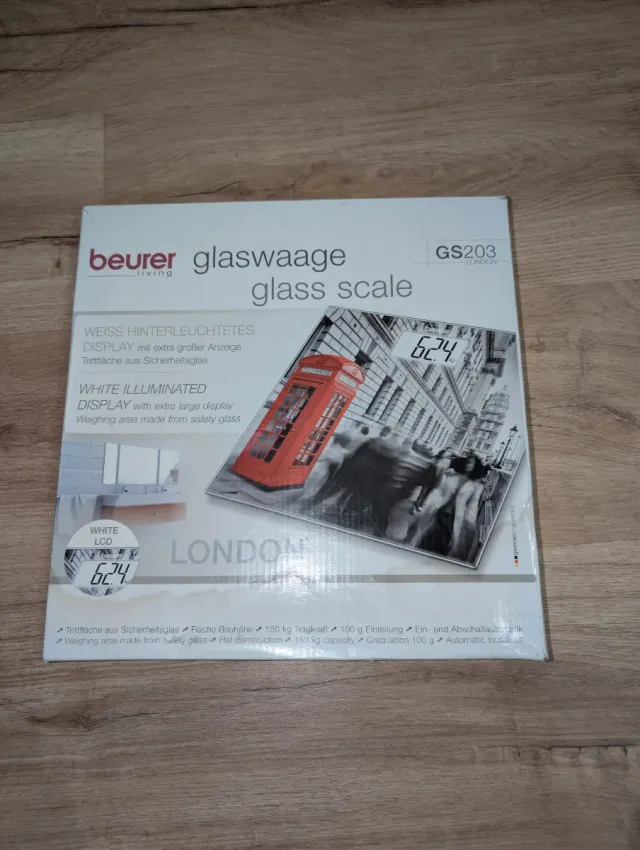 beurer
living
glaswaage
glass scale
GS203
LONDON
WEISS HINTERLEUCHTETES
DISPLAY mit extra großer Anzeige
Trittfläche aus Sicherheitsglas
WHITE ILLUMINATED
DISPLAY with extra large display
Weighing area made from safety glass
62.4
TELEPHONE
WHITE
LCD
62.4
LONDON
Trittfläche aus Sicherheitsglas Flache Bauhöhe 150 kg Tragkraft 100 g Einteilung Ein- und Abschaltautomatik
Weighing area made from safety glass Flat construction 150 kg capacity Graduation 100 g Automatic switch off